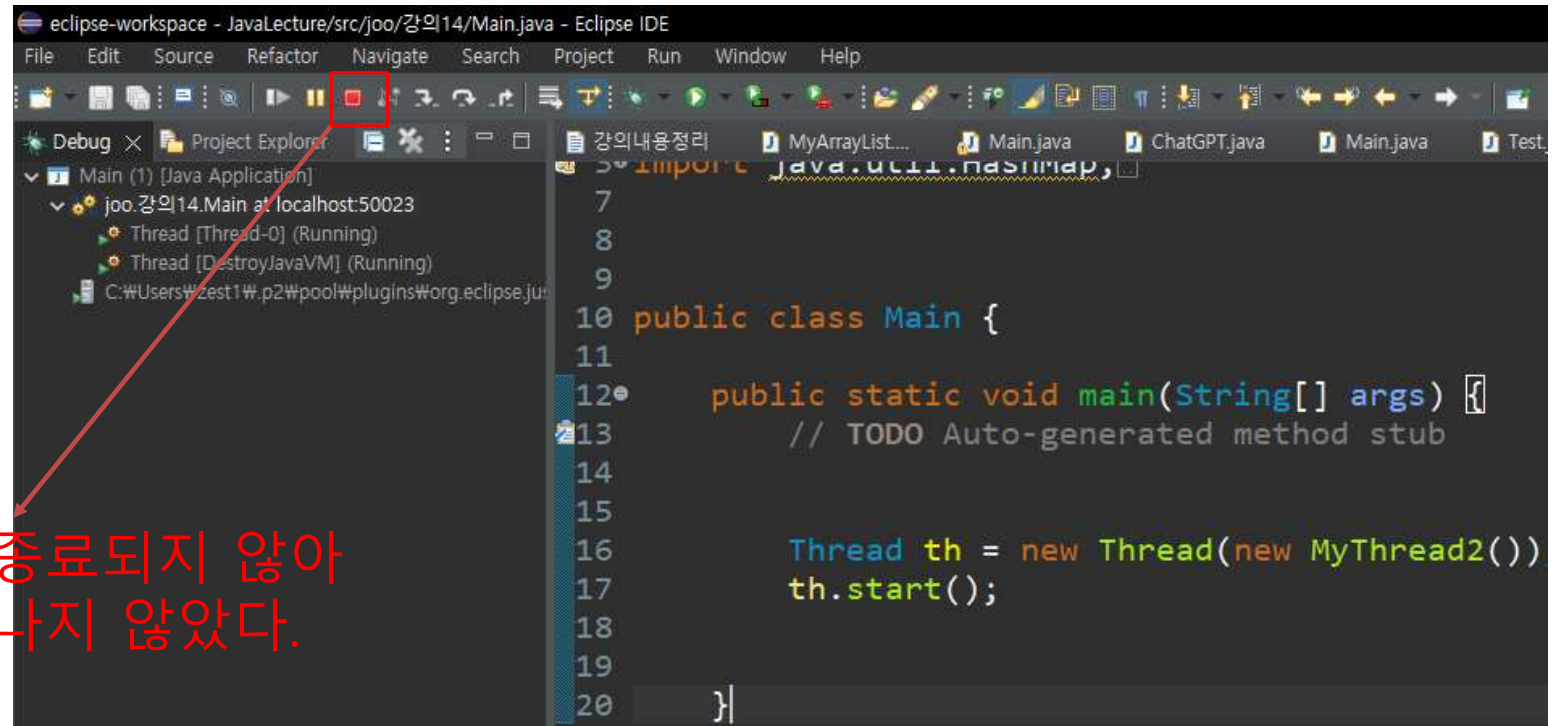 eclipse-workspace - JavaLecture/src/joo/강의14/Main.java - Eclipse IDE
File Edit Source Refactor Navigate Search Project Run Window Help
Debug Project Explorer
강의내용정리 MyArrayList.... Main.java ChatGPT.java Main.java Test_
Main (1) [Java Application]
joo.강의14.Main at localhost:50023
Thread [Thread-0] (Running)
Thread [DestroyJavaVM] (Running)
C:₩Users₩zest1₩.p2₩pool₩plugins₩org.eclipse.jus
5 import java.util.HashMap;
7
8
9
10 public class Main {
11
12 public static void main(String[] args) {
13 // TODO Auto-generated method stub
14
15
16 Thread th = new Thread(new MyThread2())
17 th.start();
18
19
20 }
종료되지 않아
나지 않았다.